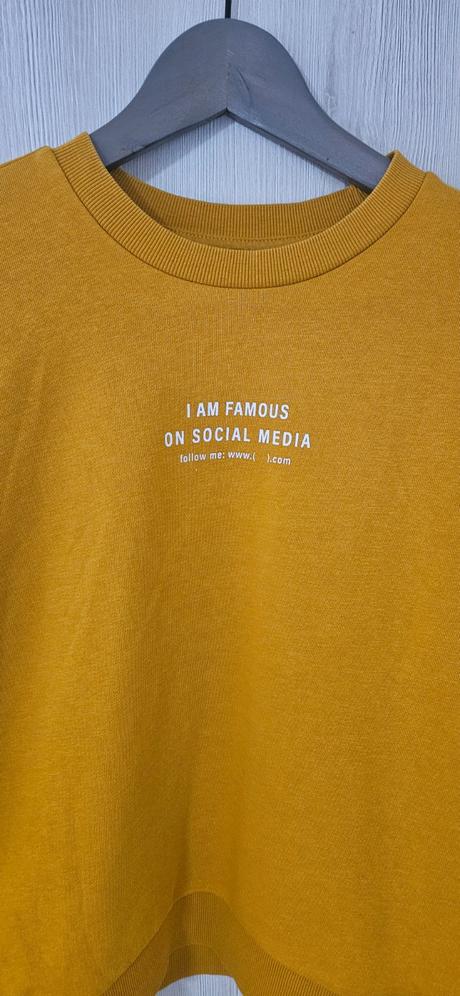 I AM FAMOUS
ON SOCIAL MEDIA
follow me: www.( ).com